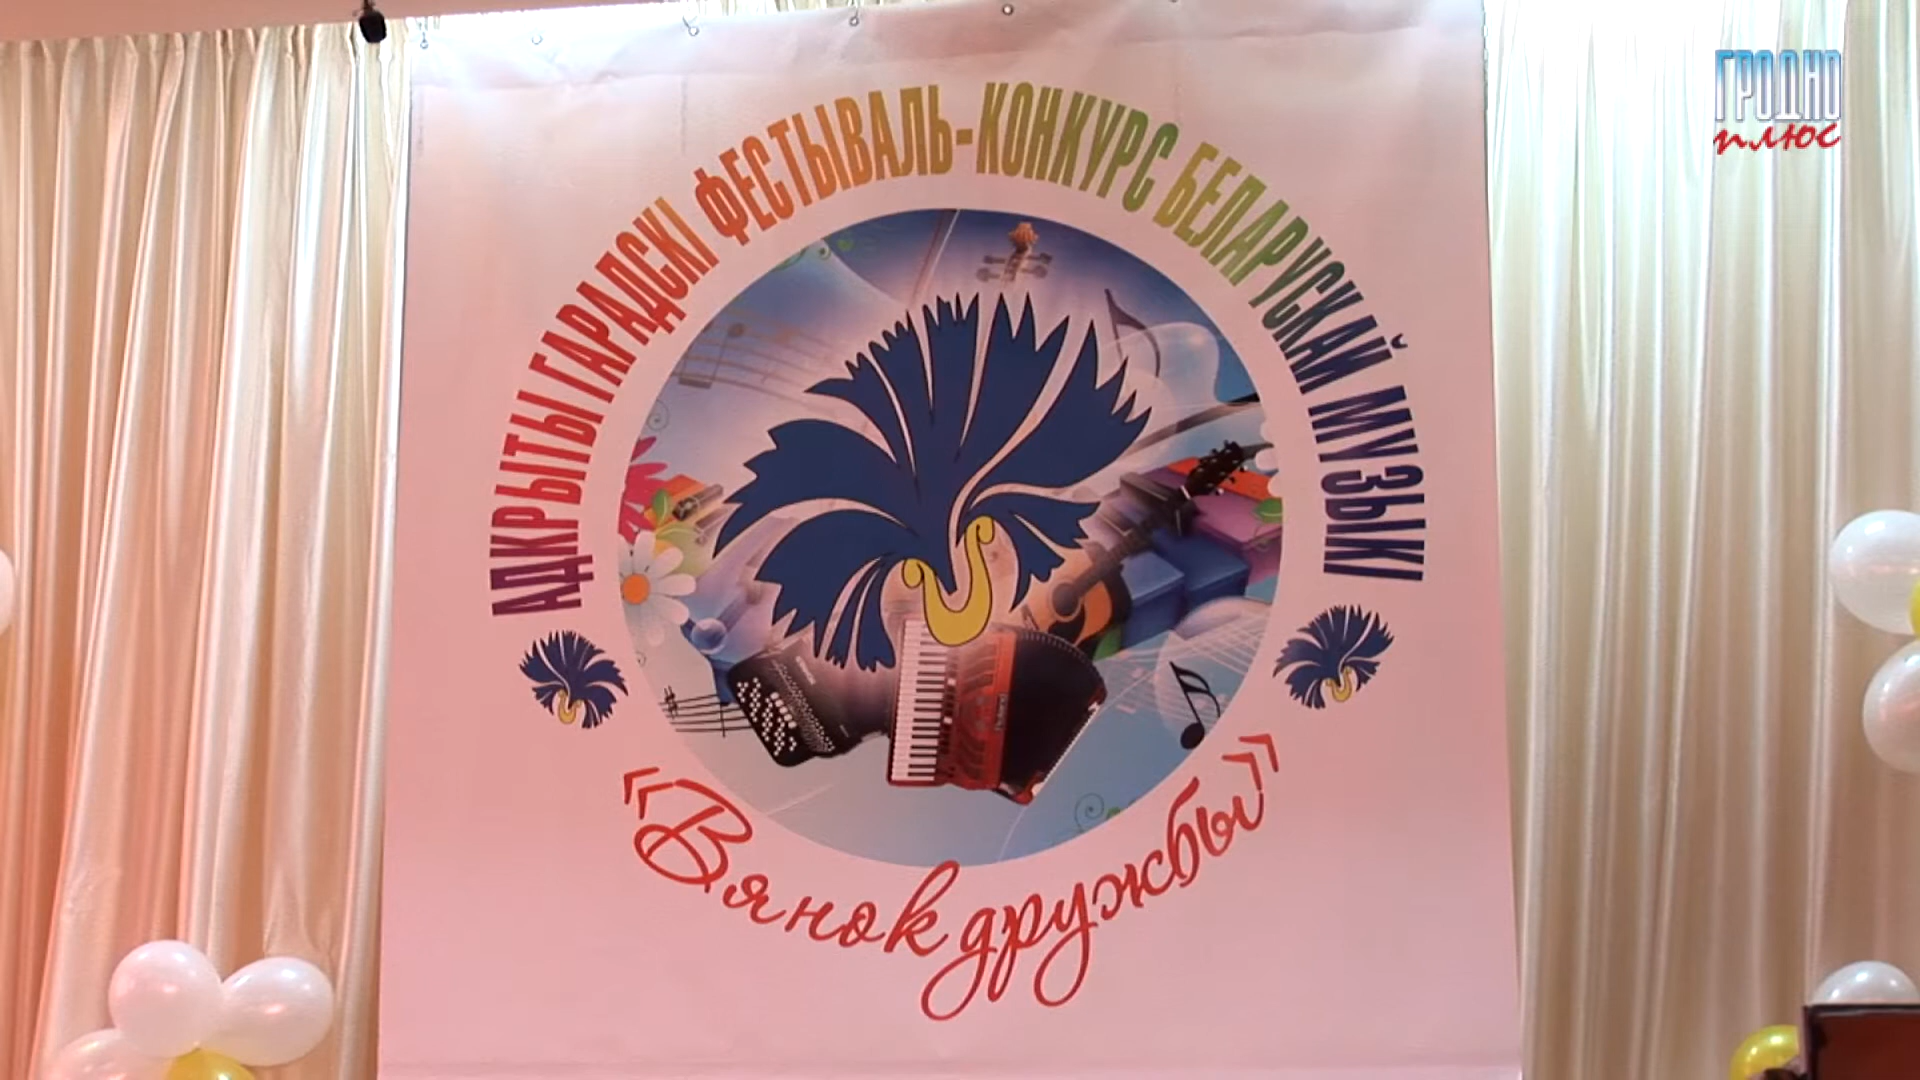 ГРОДНО
плюс
АДКРЫТЫ ГАРАДСКІ ФЕСТЫВАЛЬ-КОНКУРС БЕЛАРУСКАЙ МУЗЫКІ
«Вянок дружбы»